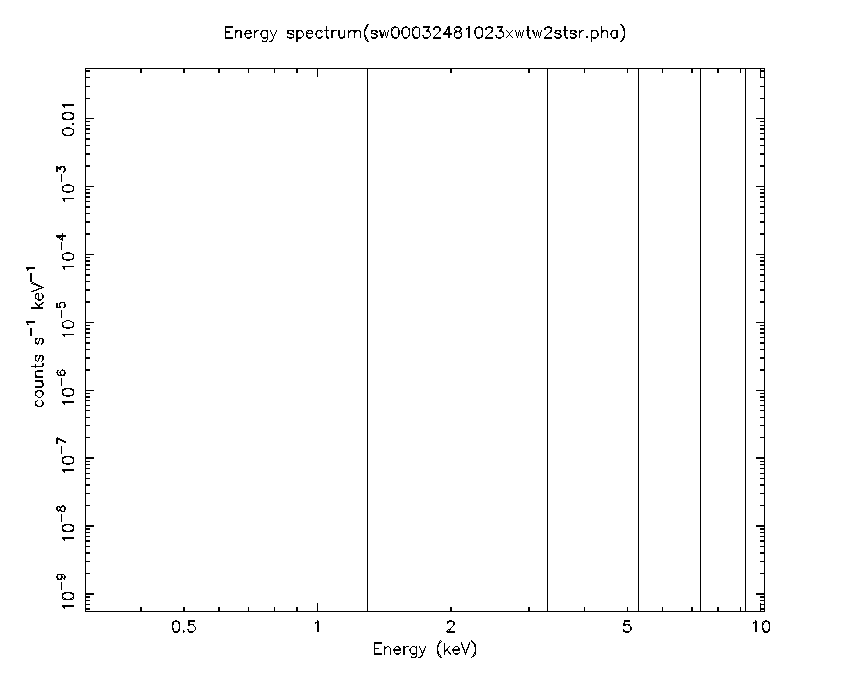 Energy spectrum(sw00032481023xwtw2stsr.pha)
0.01
10⁻³
10⁻⁴
10⁻⁵
10⁻⁶
10⁻⁷
10⁻⁸
10⁻⁹
counts s⁻¹ keV⁻¹
0.5 1 2 5 10
Energy (keV)